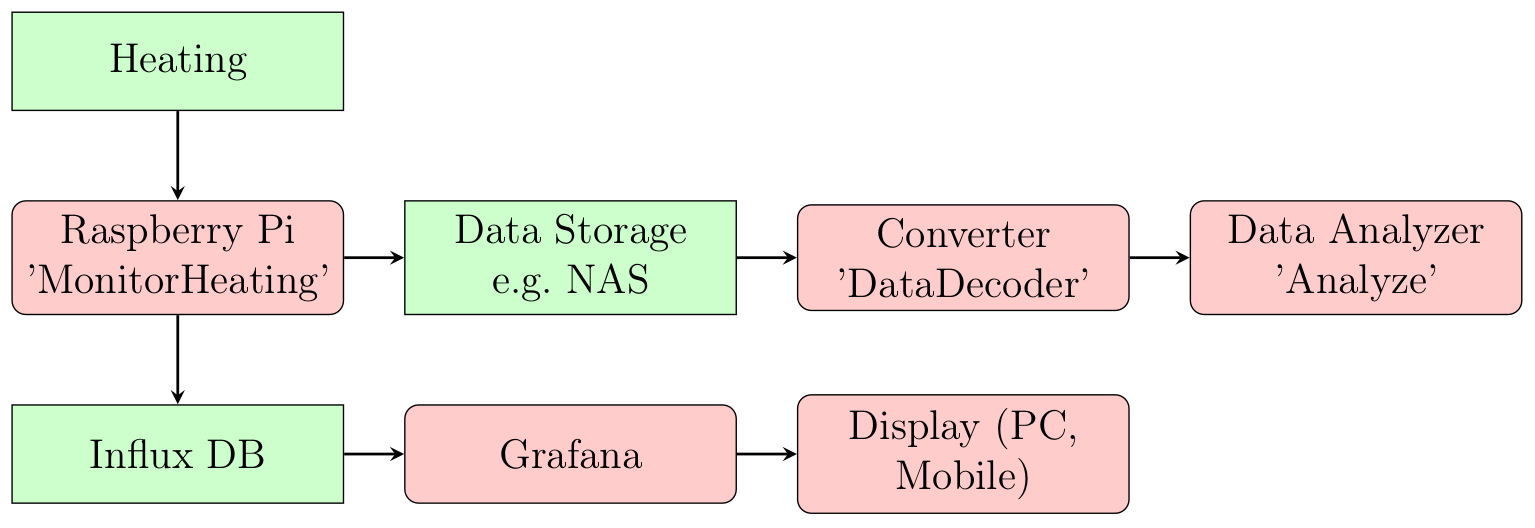 Heating
Raspberry Pi
'MonitorHeating'
Data Storage
e.g. NAS
Converter
'DataDecoder'
Data Analyzer
'Analyze'
Influx DB
Grafana
Display (PC,
Mobile)